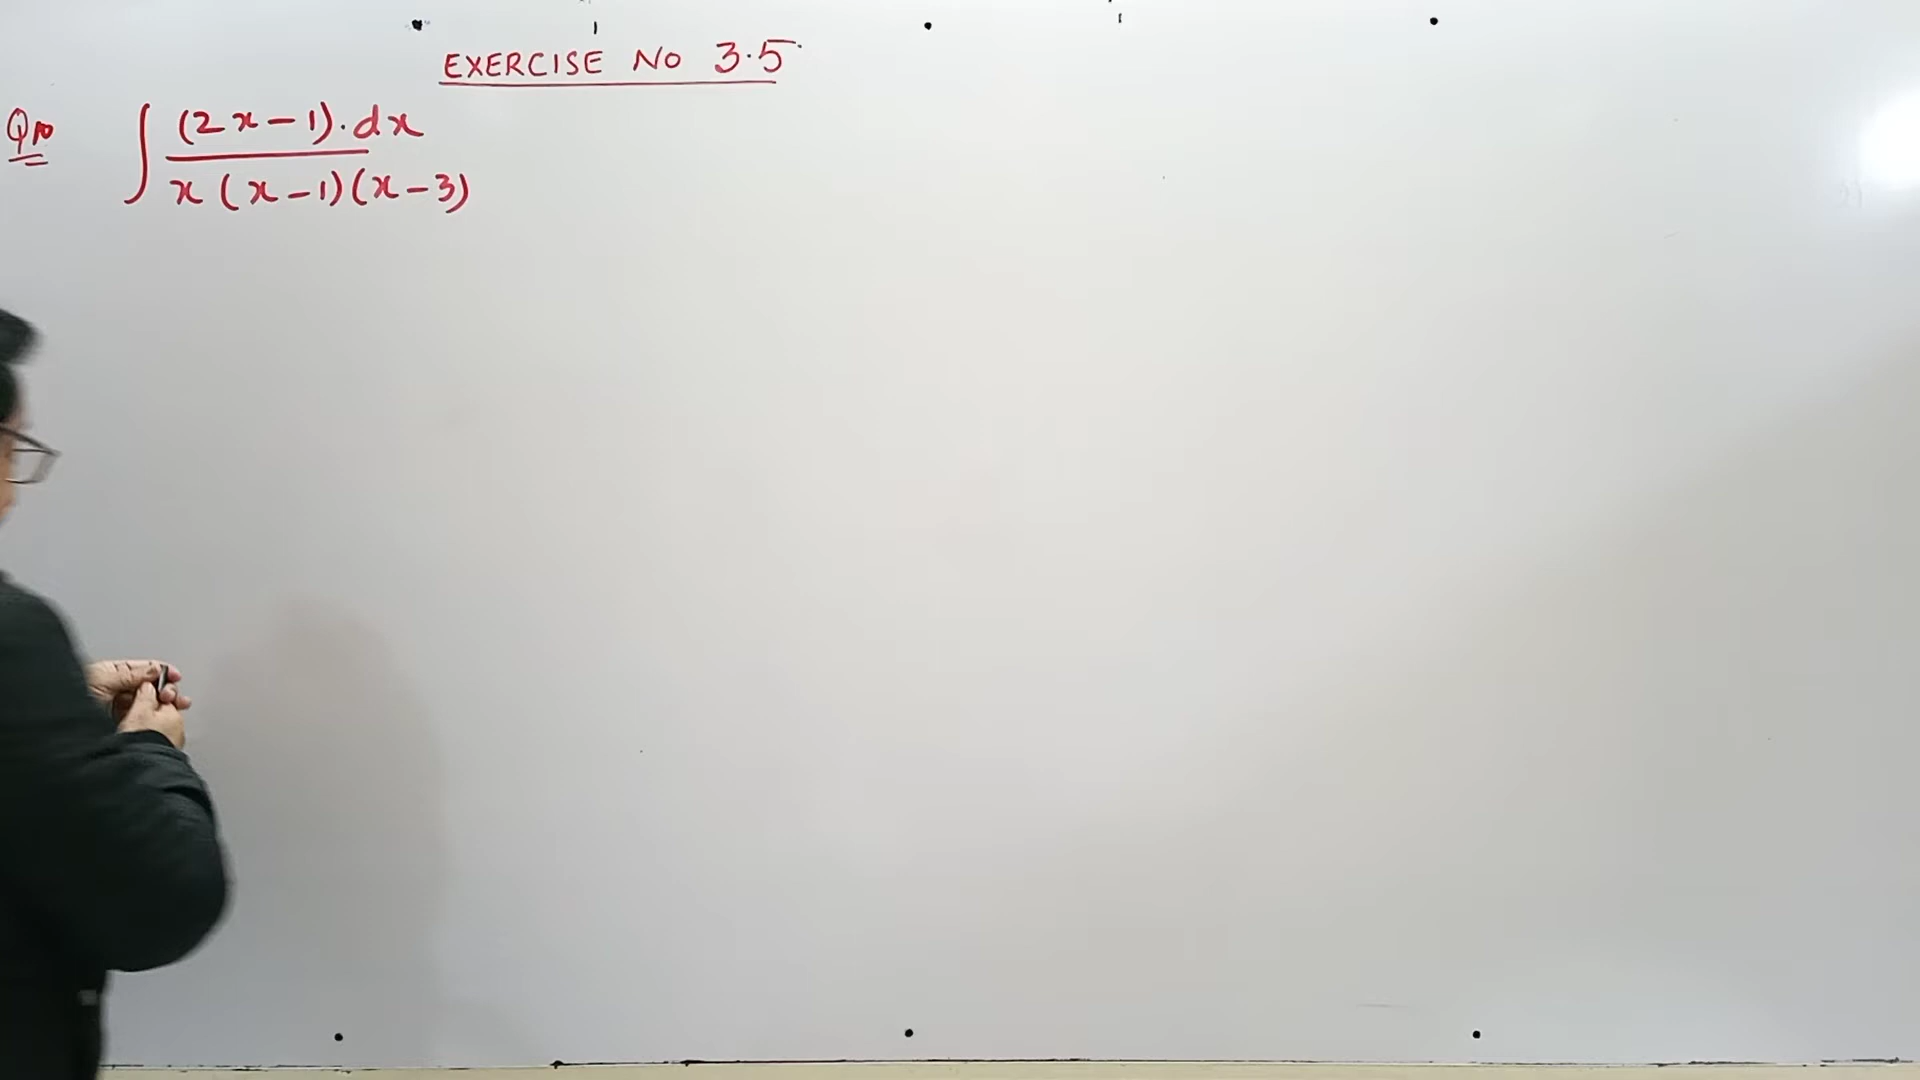 EXERCISE NO 3.5
Q10 ∫ (2x-1).dx
x(x-1)(x-3)